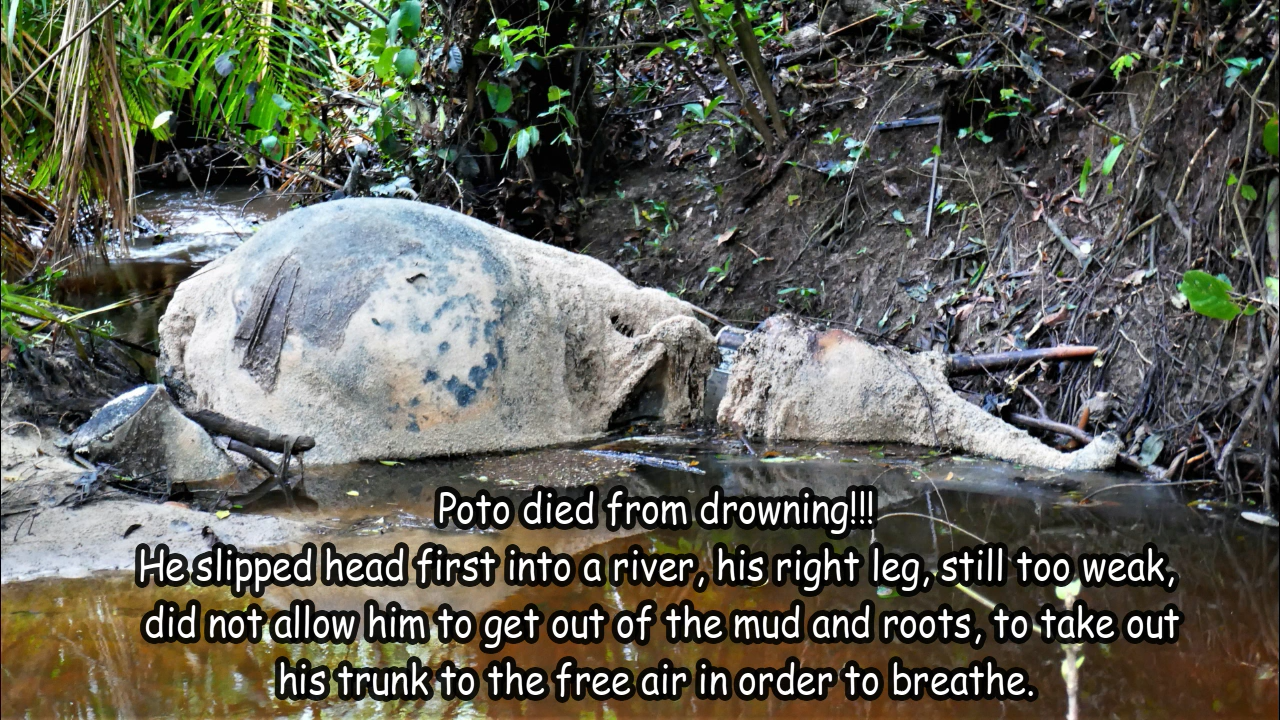 Poto died from drowning!!!
He slipped head first into a river, his right leg, still too weak,
did not allow him to get out of the mud and roots, to take out
his trunk to the free air in order to breathe.